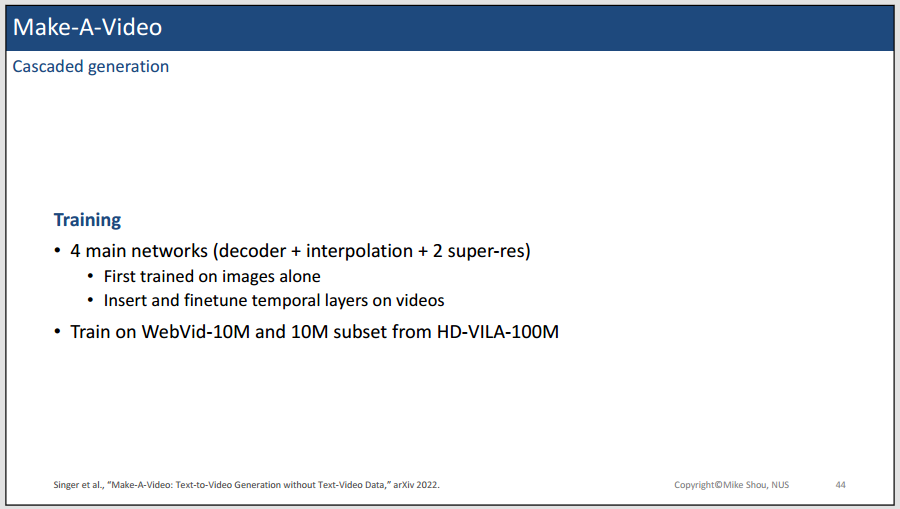 Make-A-Video
Cascaded generation
Training
• 4 main networks (decoder + interpolation + 2 super-res)
• First trained on images alone
• Insert and finetune temporal layers on videos
• Train on WebVid-10M and 10M subset from HD-VILA-100M
Singer et al., “Make-A-Video: Text-to-Video Generation without Text-Video Data,” arXiv 2022.
Copyright©Mike Shou, NUS
44